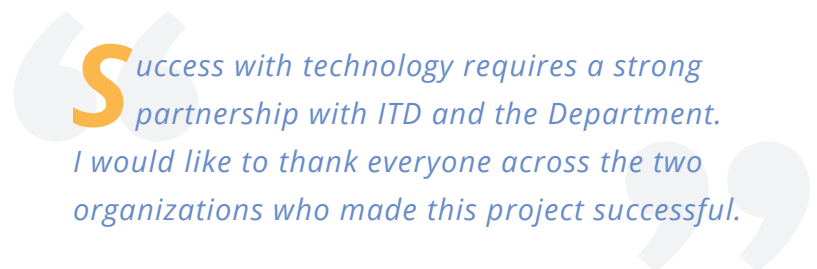 Success with technology requires a strong
partnership with ITD and the Department.
I would like to thank everyone across the two
organizations who made this project successful.